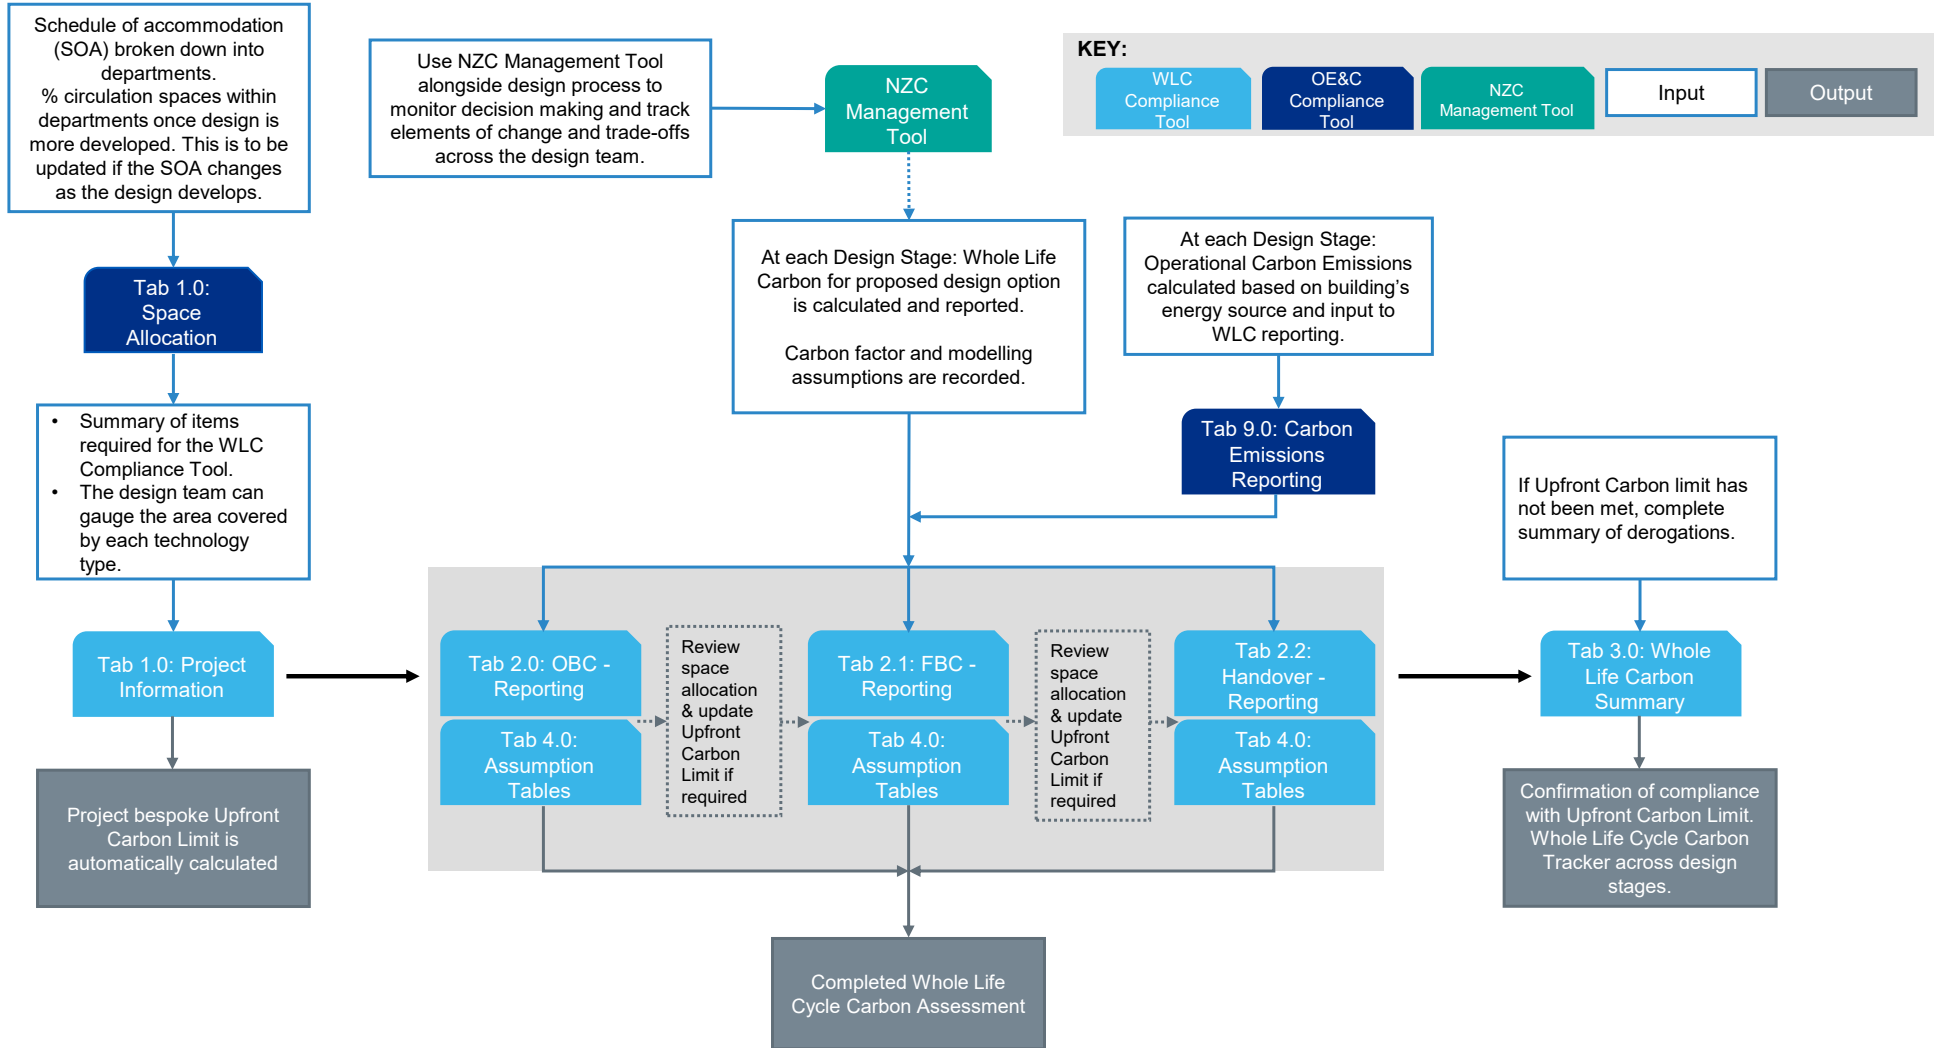 Schedule of accommodation
(SOA) broken down into
departments.
% circulation spaces within
departments once design is
more developed. This is to be
updated if the SOA changes
as the design develops.
Use NZC Management Tool
alongside design process to
monitor decision making and track
elements of change and trade-offs
across the design team.
NZC
Management
Tool
KEY:
WLC
Compliance
Tool
OE&C
Compliance
Tool
NZC
Management Tool
Input
Output
At each Design Stage: Whole Life
Carbon for proposed design option
is calculated and reported.
Carbon factor and modelling
assumptions are recorded.
At each Design Stage:
Operational Carbon Emissions
calculated based on building’s
energy source and input to
WLC reporting.
Tab 1.0:
Space
Allocation
• Summary of items
required for the WLC
Compliance Tool.
• The design team can
gauge the area covered
by each technology
type.
Tab 9.0: Carbon
Emissions
Reporting
If Upfront Carbon limit has
not been met, complete
summary of derogations.
Tab 1.0: Project
Information
Tab 2.0: OBC -
Reporting
Tab 4.0:
Assumption
Tables
Review
space
allocation
& update
Upfront
Carbon
Limit if
required
Tab 2.1: FBC -
Reporting
Tab 4.0:
Assumption
Tables
Review
space
allocation
& update
Upfront
Carbon
Limit if
required
Tab 2.2:
Handover -
Reporting
Tab 4.0:
Assumption
Tables
Tab 3.0: Whole
Life Carbon
Summary
Project bespoke Upfront
Carbon Limit is
automatically calculated
Confirmation of compliance
with Upfront Carbon Limit.
Whole Life Cycle Carbon
Tracker across design
stages.
Completed Whole Life
Cycle Carbon Assessment